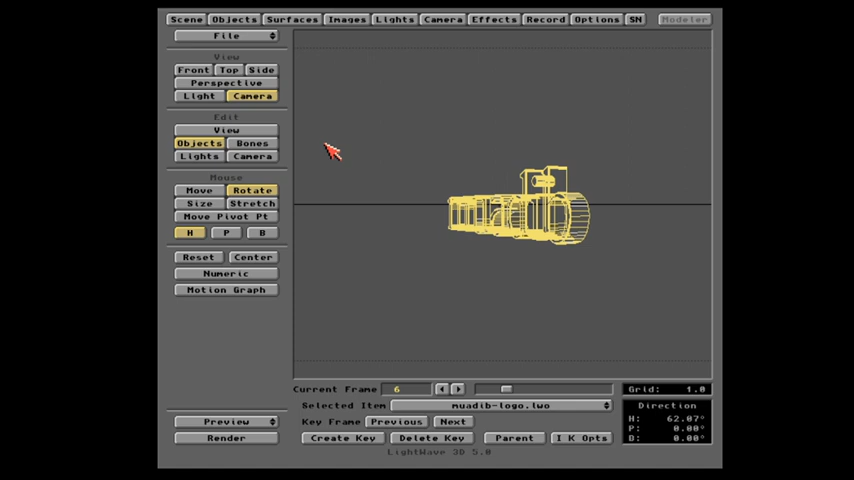 Scene Objects Surfaces Images Lights Camera Effects Record Options SN Modeler
File
View
Front Top Side
Perspective
Light Camera
Edit
View
Objects Bones
Lights Camera
Mouse
Move Rotate
Size Stretch
Move Pivot Pt
H P B
Reset Center
Numeric
Motion Graph
Current Frame 6 Grid: 1.0
Selected Item muadib-logo.lwo Direction
Preview Key Frame Previous Next H: 62.07°
P: 0.00°
Render Create Key Delete Key Parent I K Opts B: 0.00°
LightWave 3D 5.0